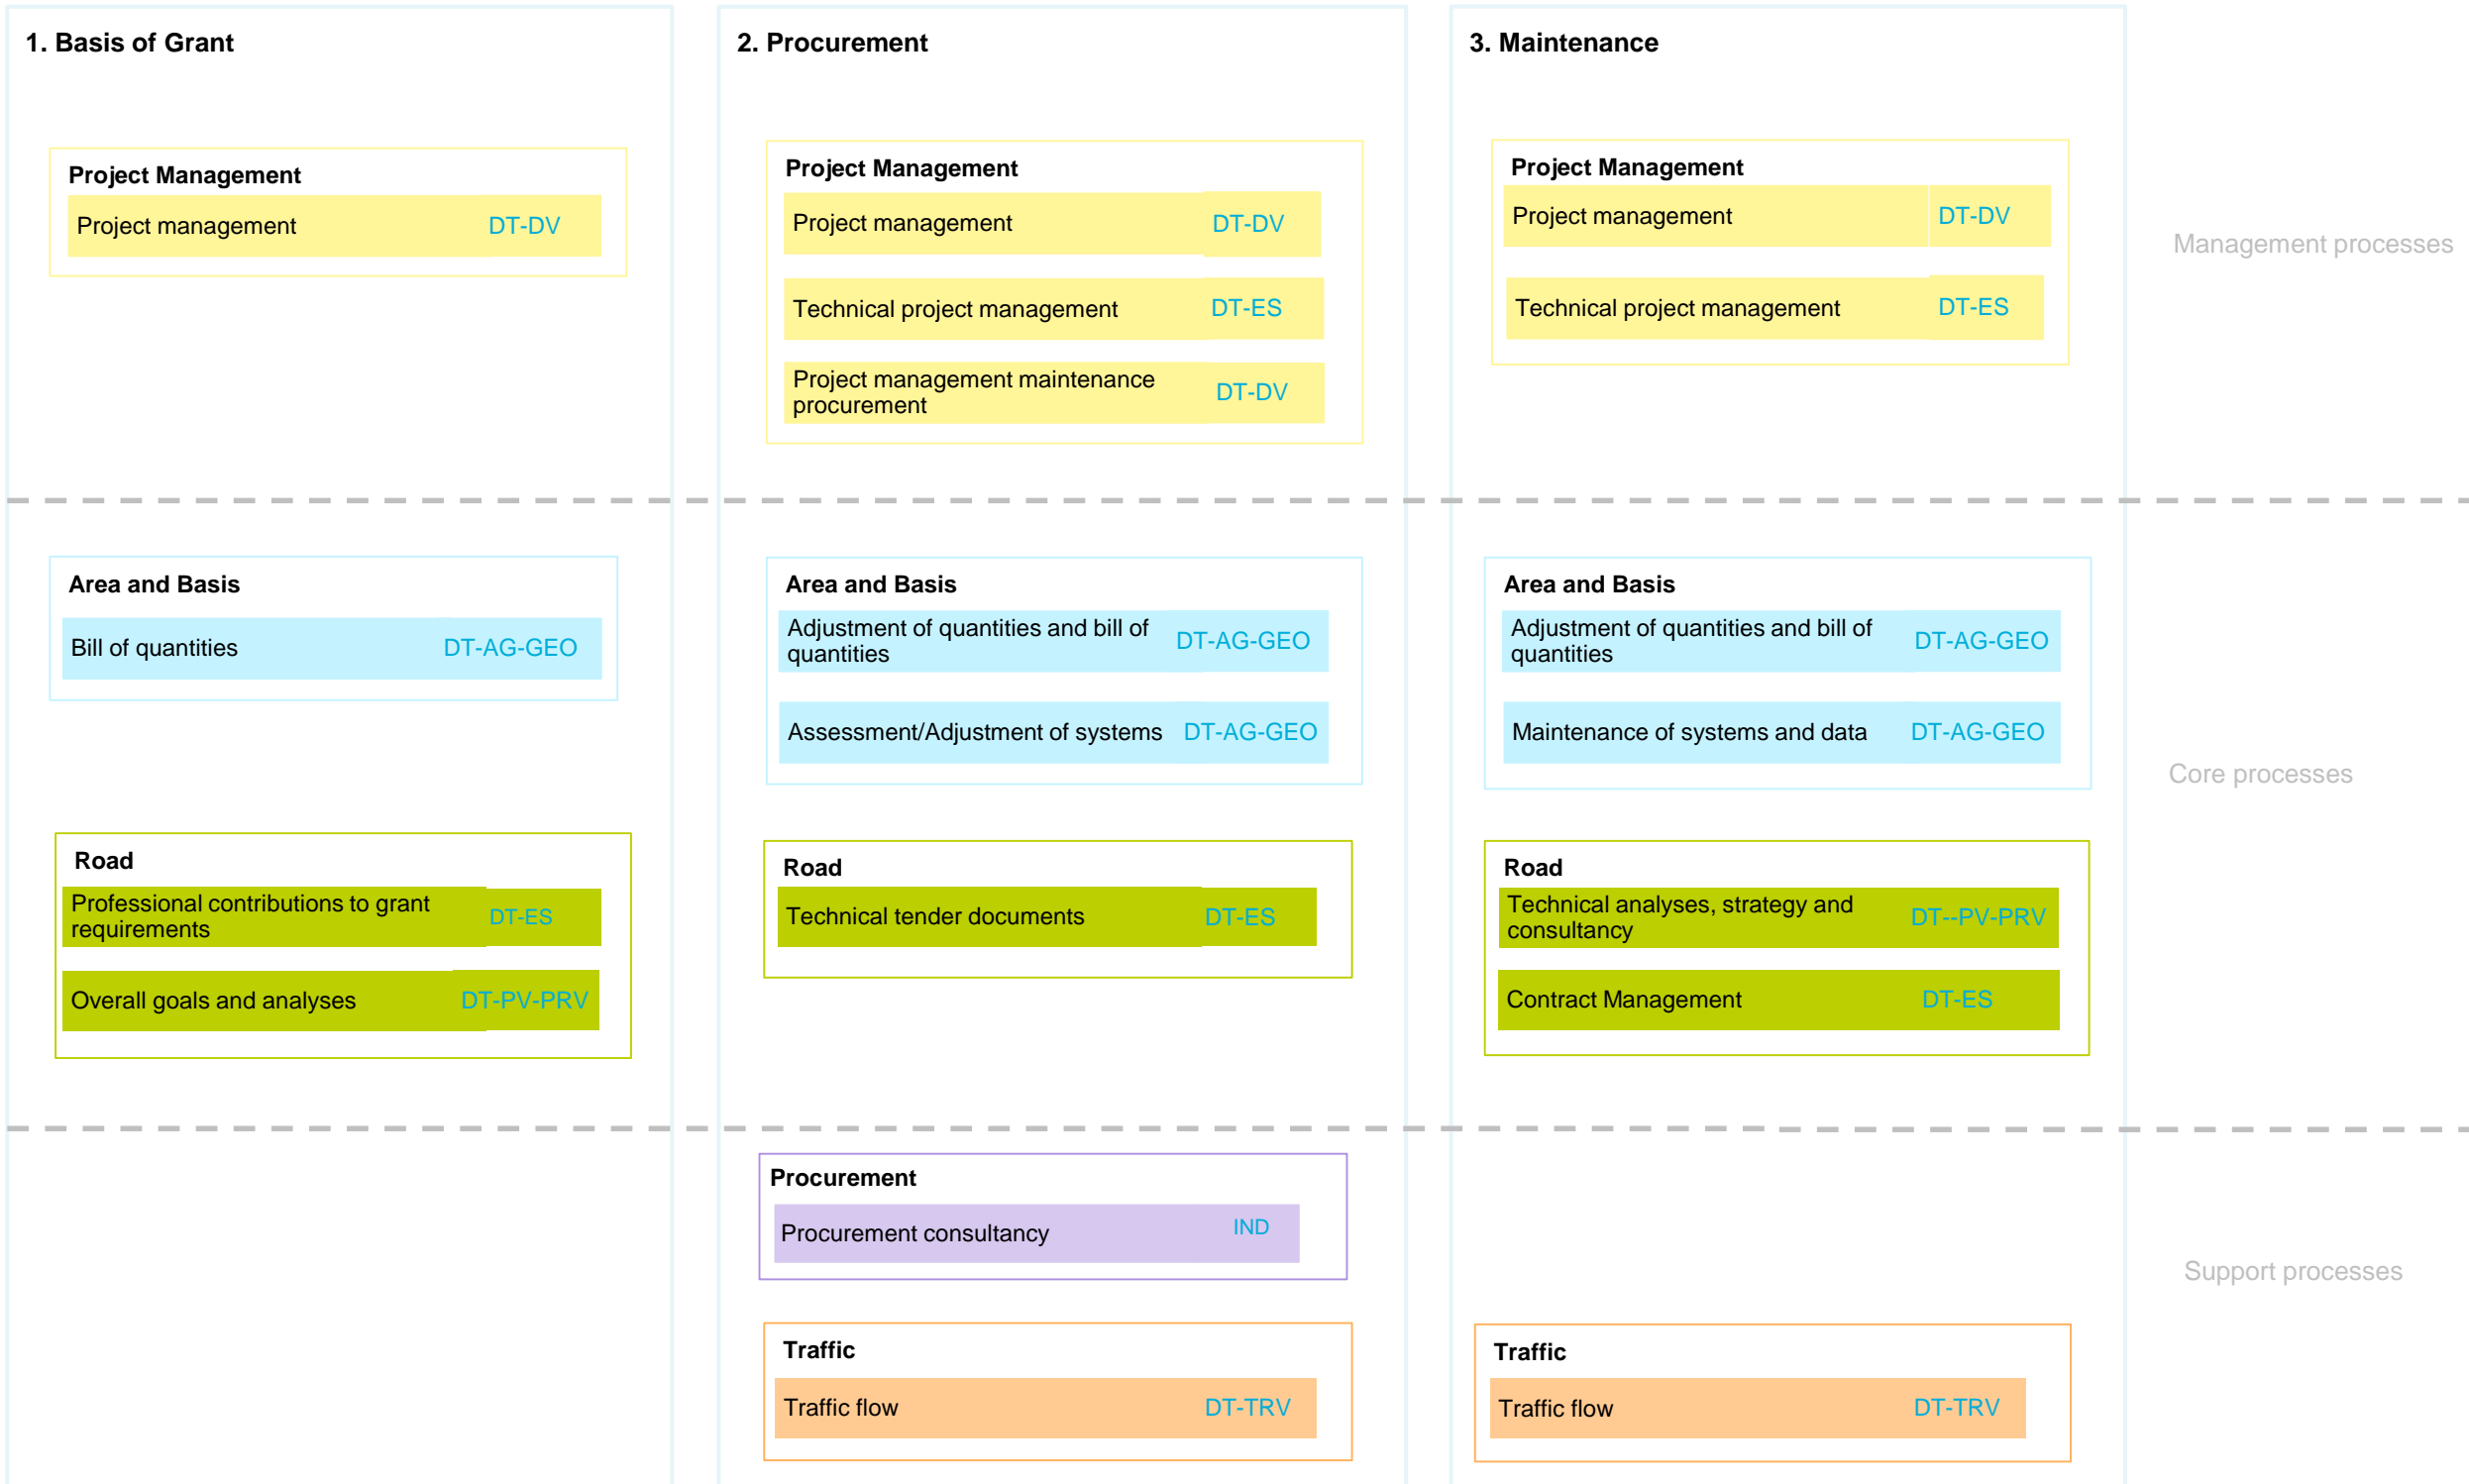 1. Basis of Grant
Project Management
Project management DT-DV
Area and Basis
Bill of quantities DT-AG-GEO
Road
Professional contributions to grant
requirements
DT-ES
Overall goals and analyses DT-PV-PRV
2. Procurement
Project Management
Project management DT-DV
Technical project management DT-ES
Project management maintenance
procurement
DT-DV
Area and Basis
Adjustment of quantities and bill of
quantities
DT-AG-GEO
Assessment/Adjustment of systems DT-AG-GEO
Road
Technical tender documents DT-ES
Procurement
Procurement consultancy IND
Traffic
Traffic flow DT-TRV
3. Maintenance
Project Management
Project management DT-DV
Technical project management DT-ES
Area and Basis
Adjustment of quantities and bill of
quantities
DT-AG-GEO
Maintenance of systems and data DT-AG-GEO
Road
Technical analyses, strategy and
consultancy
DT--PV-PRV
Contract Management DT-ES
Traffic
Traffic flow DT-TRV
Management processes
Core processes
Support processes